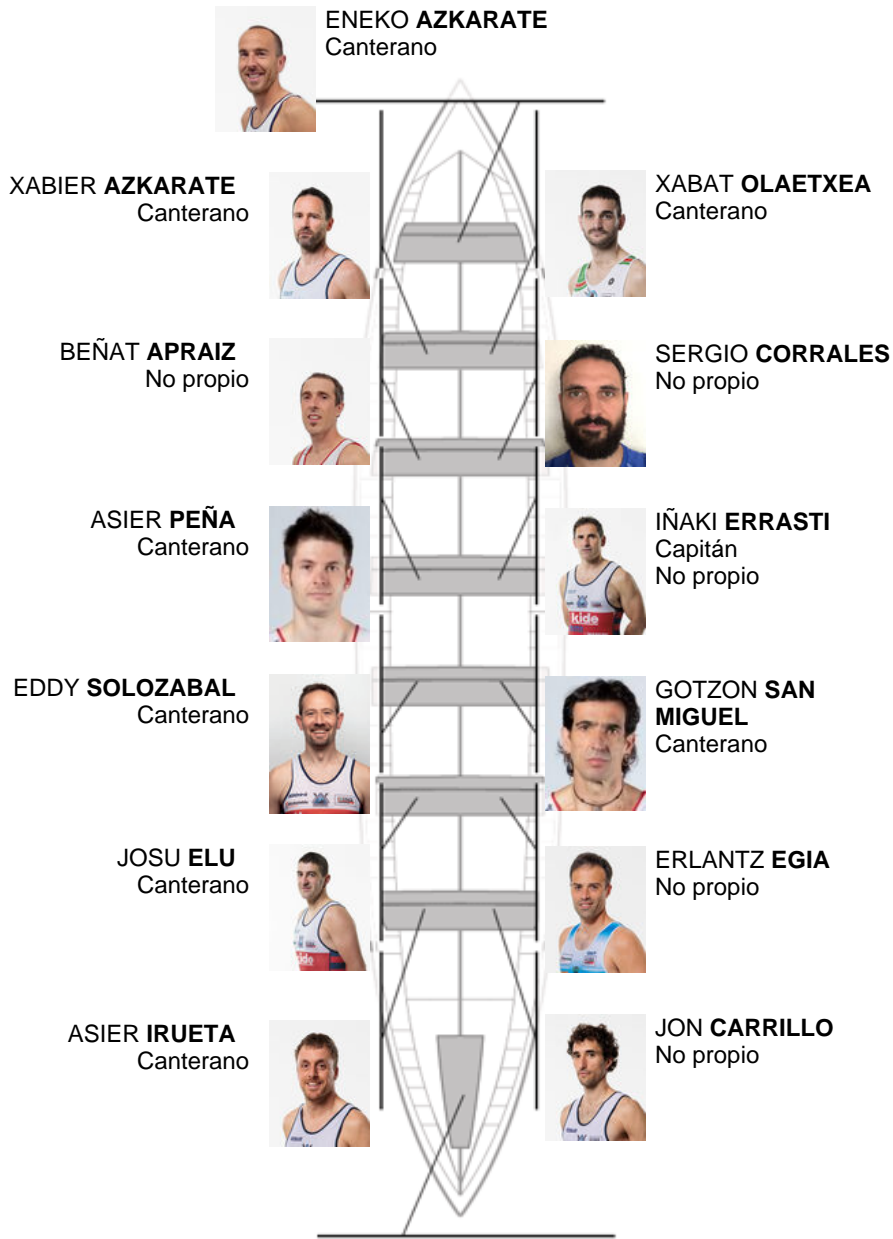 ENEKO AZKARATE
Canterano
XABIER AZKARATE
Canterano
XABAT OLAETXEA
Canterano
BEÑAT APRAIZ
No propio
SERGIO CORRALES
No propio
ASIER PEÑA
Canterano
IÑAKI ERRASTI
Capitán
No propio
kide
EDDY SOLOZABAL
Canterano
GOTZON SAN
MIGUEL
Canterano
JOSU ELU
Canterano
kide
ERLANTZ EGIA
No propio
ASIER IRUETA
Canterano
JON CARRILLO
No propio